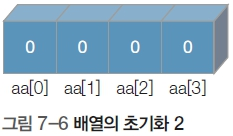 0 0 0 0
aa[0] aa[1] aa[2] aa[3]
그림 7-6 배열의 초기화 2